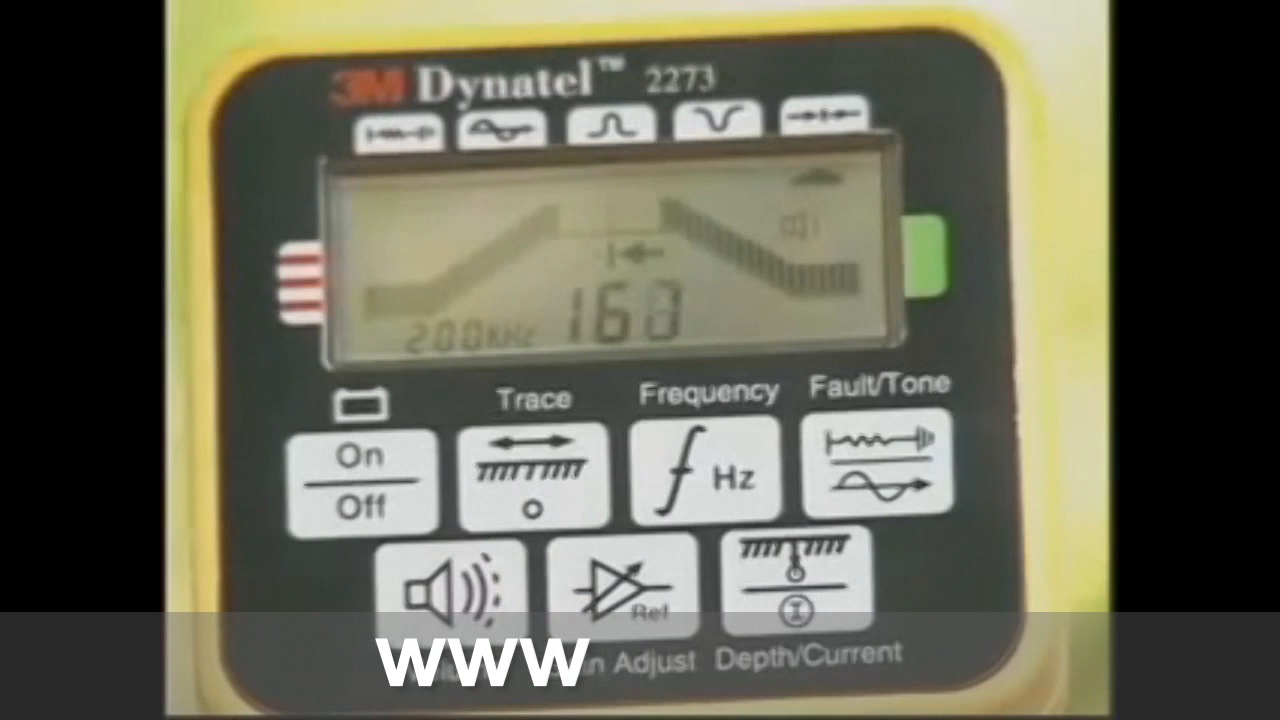 3M Dynatel™ 2273
160
200KHz
Trace
Frequency
Fault/Tone
On
Off
Hz
Ref
Adjust
Depth/Current
www